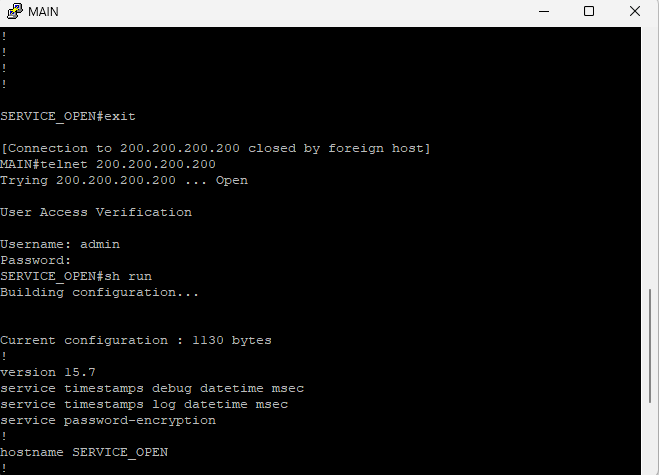 MAIN
!
!
!
!
SERVICE_OPEN#exit
[Connection to 200.200.200.200 closed by foreign host]
MAIN#telnet 200.200.200.200
Trying 200.200.200.200 ... Open
User Access Verification
Username: admin
Password:
SERVICE_OPEN#sh run
Building configuration...
Current configuration : 1130 bytes
!
version 15.7
service timestamps debug datetime msec
service timestamps log datetime msec
service password-encryption
!
hostname SERVICE_OPEN
!